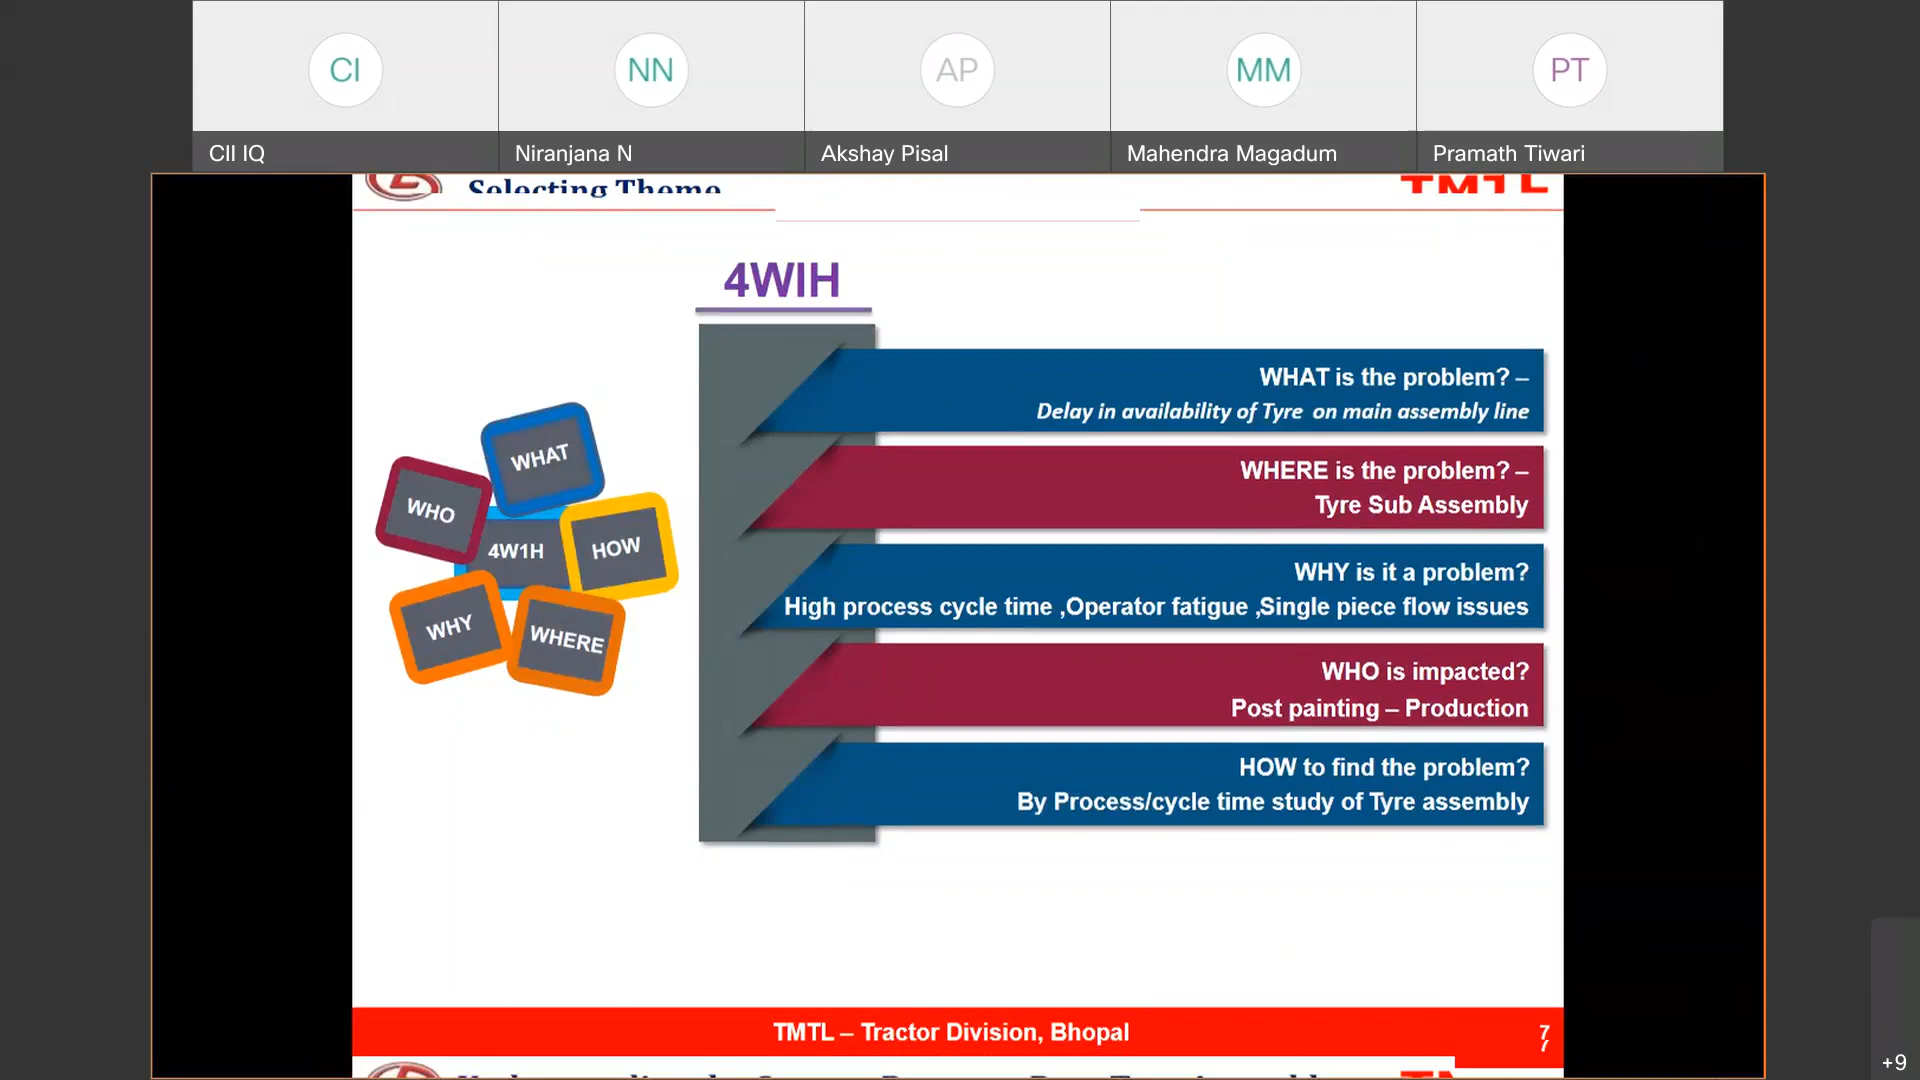 CI
NN
AP
MM
PT
CII IQ
Niranjana N
Akshay Pisal
Mahendra Magadum
Pramath Tiwari
Selecting Theme
TMTL
4WIH
WHAT is the problem? –
Delay in availability of Tyre on main assembly line
WHERE is the problem? –
Tyre Sub Assembly
WHY is it a problem?
High process cycle time ,Operator fatigue ,Single piece flow issues
WHO is impacted?
Post painting – Production
HOW to find the problem?
By Process/cycle time study of Tyre assembly
WHAT
WHO
4W1H
HOW
WHY
WHERE
TMTL – Tractor Division, Bhopal
7
7
+9